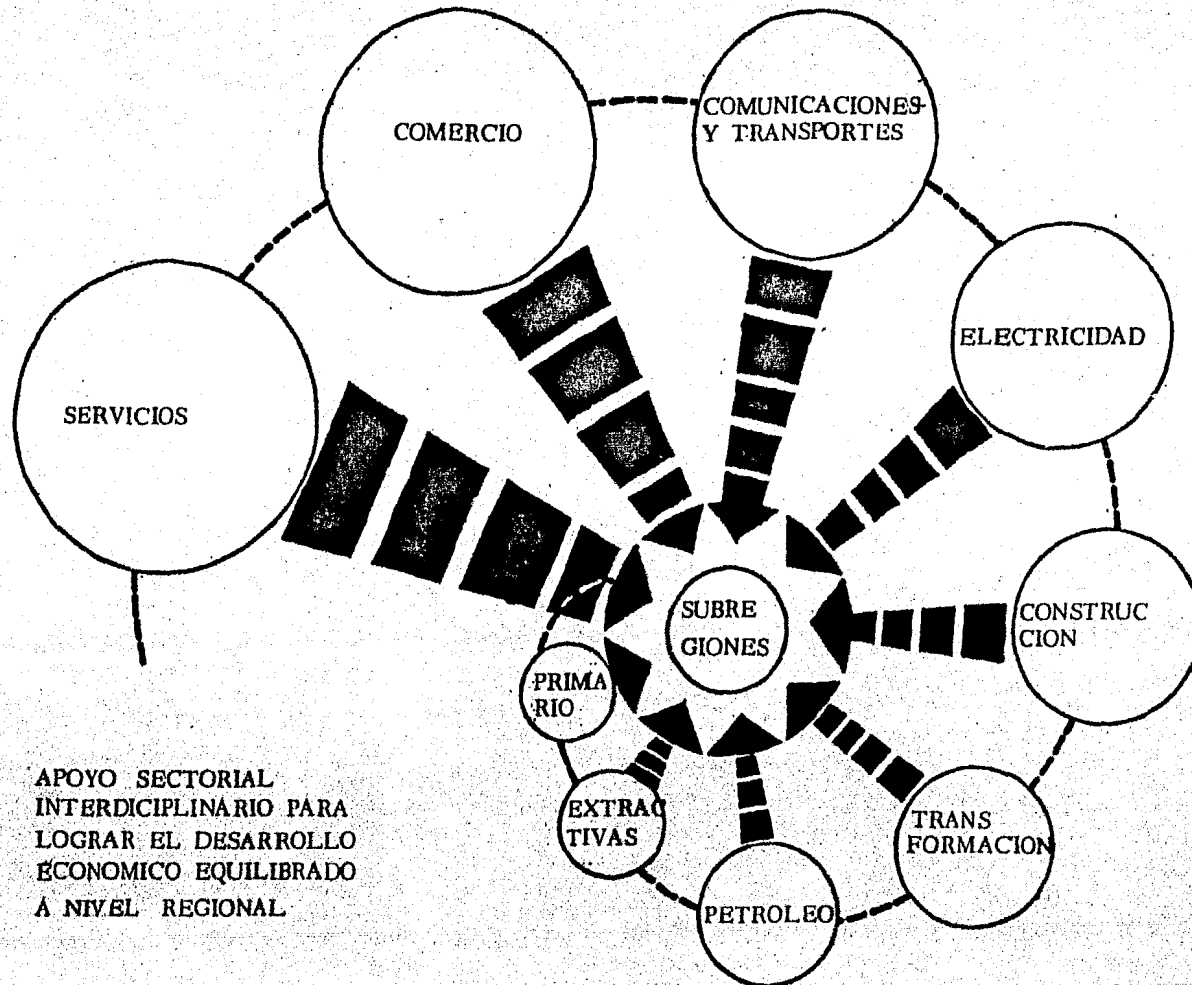 COMERCIO
COMUNICACIONES
Y TRANSPORTES
ELECTRICIDAD
SERVICIOS
SUBRE
GIONES
CONSTRUC
CION
PRIMA
RIO
EXTRAC
TIVAS
PETROLEO
TRANS
FORMACION
APOYO SECTORIAL
INTERDICIPLINARIO PARA
LOGRAR EL DESARROLLO
ECONOMICO EQUILIBRADO
A NIVEL REGIONAL